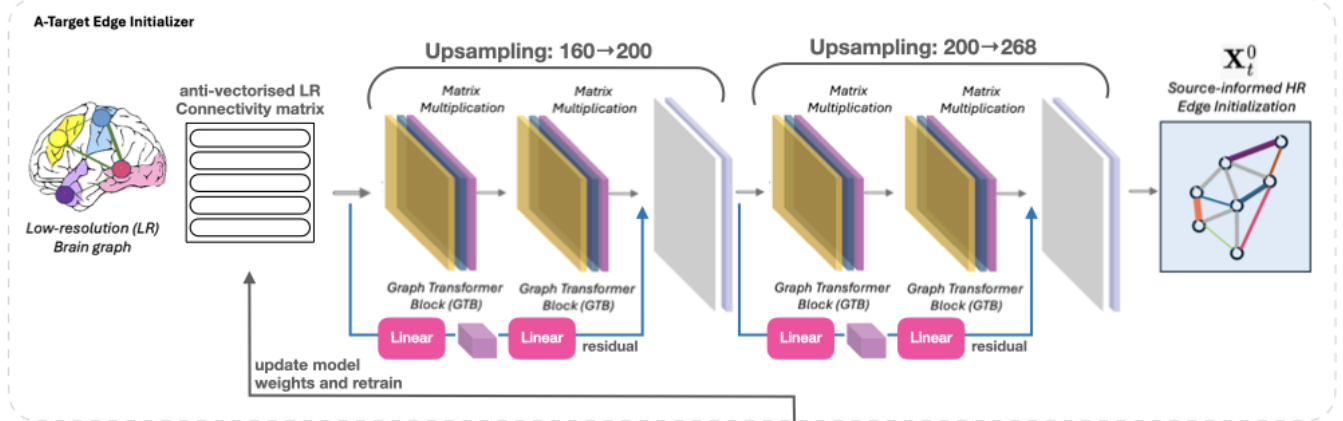 A-Target Edge Initializer
Upsampling: 160→200
Upsampling: 200→268
anti-vectorised LR
Connectivity matrix
Matrix
Multiplication
Matrix
Multiplication
Matrix
Multiplication
Matrix
Multiplication
X_t^0
Source-informed HR
Edge Initialization
Low-resolution (LR)
Brain graph
Graph Transformer
Block (GTB)
Graph Transformer
Block (GTB)
Graph Transformer
Block (GTB)
Graph Transformer
Block (GTB)
Linear
Linear
residual
Linear
Linear
residual
update model
weights and retrain